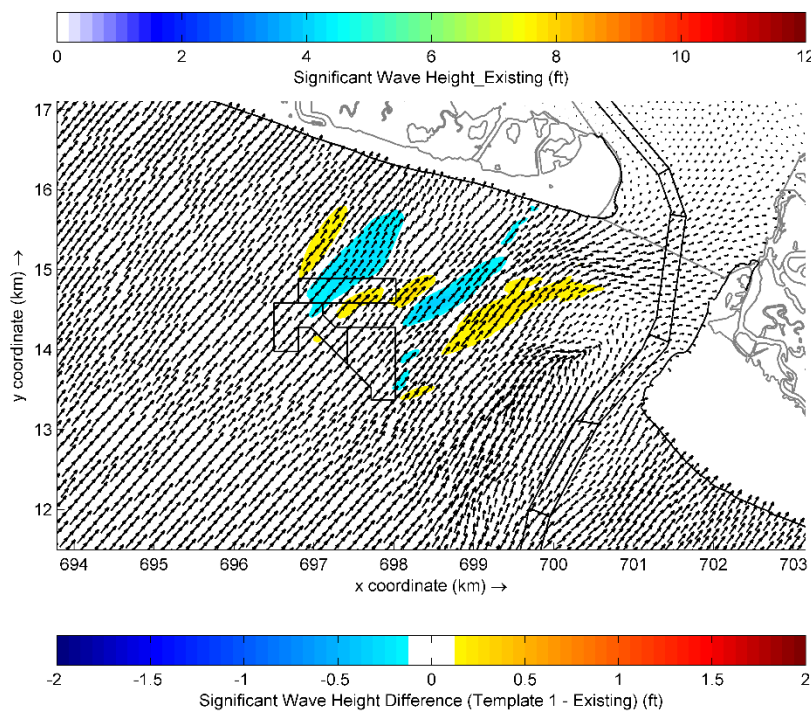 0 2 4 6 8 10 12
Significant Wave Height_Existing (ft)
17
16
15
14
13
12
y coordinate (km) →
694 695 696 697 698 699 700 701 702 703
x coordinate (km) →
-2 -1.5 -1 -0.5 0 0.5 1 1.5 2
Significant Wave Height Difference (Template 1 - Existing) (ft)